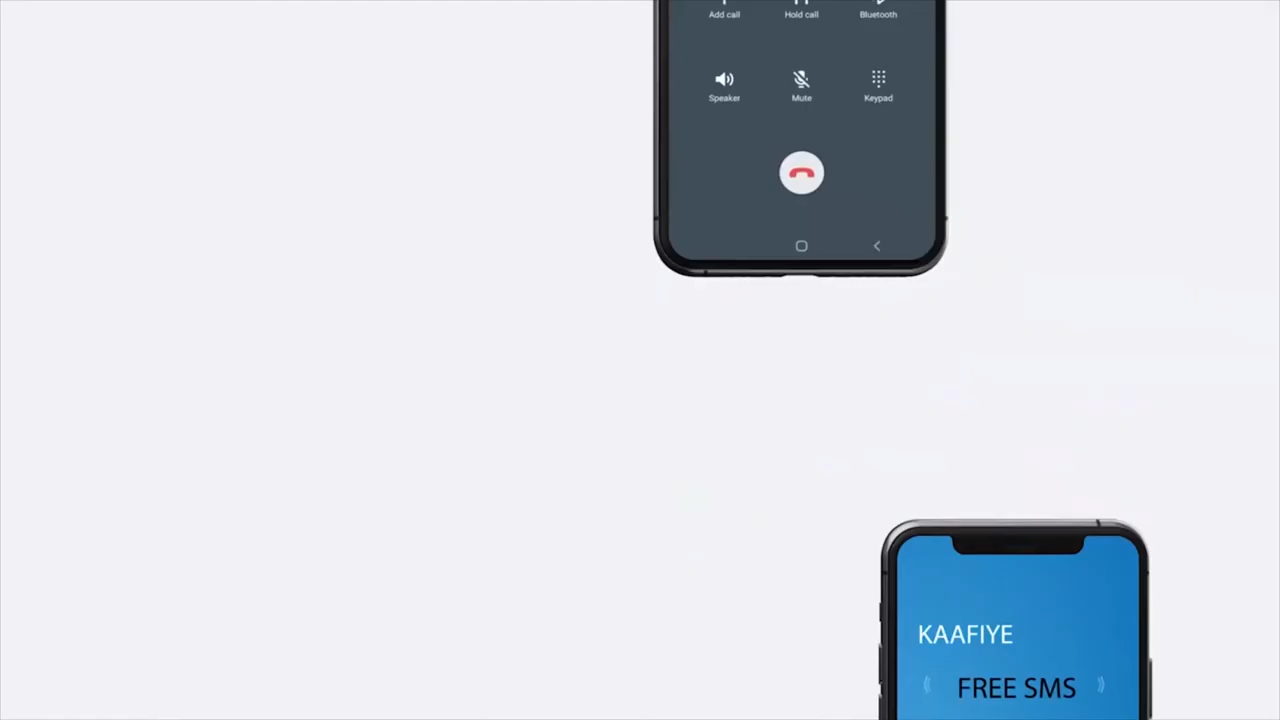 Add call Hold call Bluetooth
Speaker Mute Keypad
KAAFIYE
FREE SMS